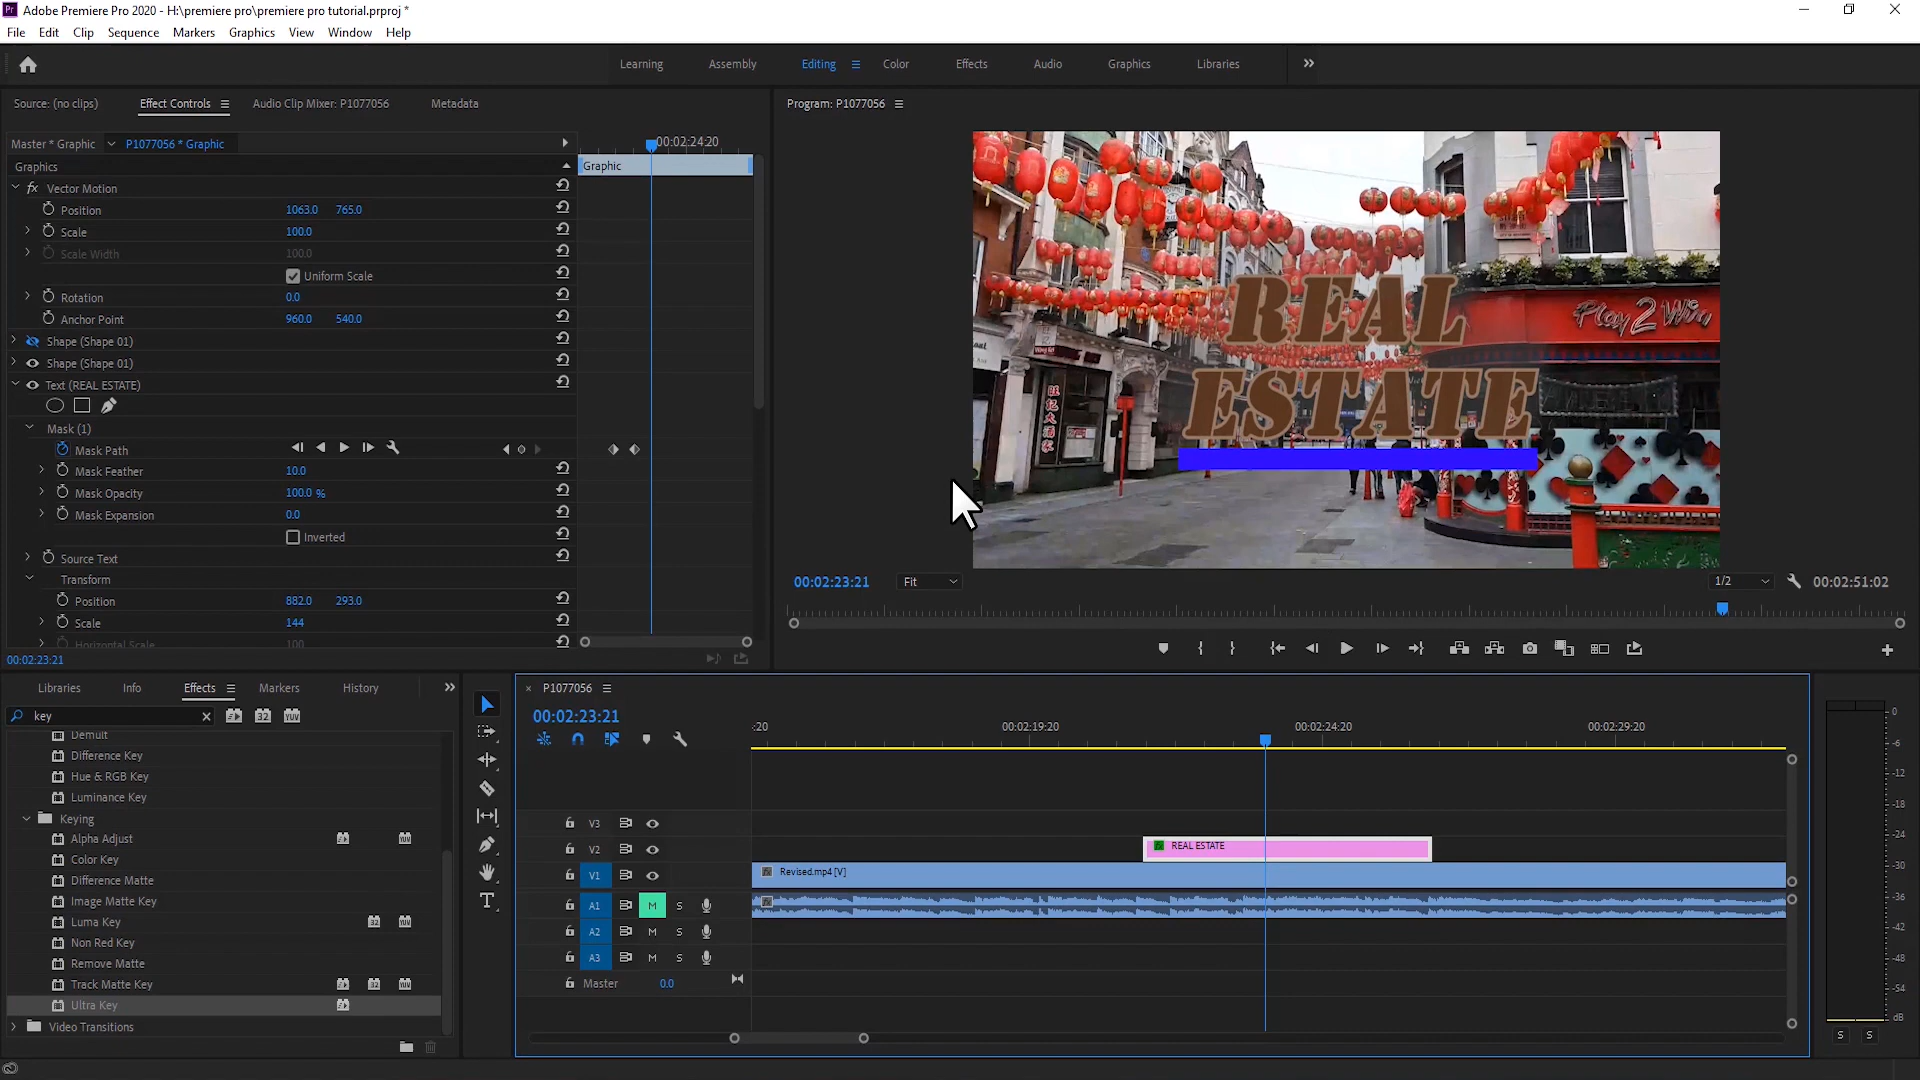 Adobe Premiere Pro 2020 - H:\premiere pro\premiere pro tutorial.prproj *
File Edit Clip Sequence Markers Graphics View Window Help
Learning Assembly Editing Color Effects Audio Graphics Libraries
Source: (no clips) Effect Controls Audio Clip Mixer: P1077056 Metadata
Program: P1077056
Master * Graphic P1077056 * Graphic 00:02:24:20
Graphics Graphic
fx Vector Motion
Position 1063.0 765.0
Scale 100.0
Scale Width 100.0
Uniform Scale
Rotation 0.0
Anchor Point 960.0 540.0
Shape (Shape 01)
Shape (Shape 01)
Text (REAL ESTATE)
Mask (1)
Mask Path
Mask Feather 10.0
Mask Opacity 100.0 %
Mask Expansion 0.0
Inverted
Source Text
Transform
Position 882.0 293.0
Scale 144
Horizontal Scale 100
00:02:23:21
Play 2 Win
REAL
ESTATE
旺记大酒家
00:02:23:21 Fit 1/2 00:02:51:02
Libraries Info Effects Markers History
key
32
YUV
Demult
Difference Key
Hue & RGB Key
Luminance Key
Keying
Alpha Adjust
Color Key
Difference Matte
Image Matte Key
Luma Key
Non Red Key
Remove Matte
Track Matte Key
Ultra Key
Video Transitions
P1077056
00:02:23:21
:20 00:02:19:20 00:02:24:20 00:02:29:20
V3
V2 REAL ESTATE
V1 Revised.mp4 [V]
A1 M S
A2 M S
A3 M S
Master 0.0
0
-6
-12
-18
-24
-30
-36
-42
-48
-54
dB
S S